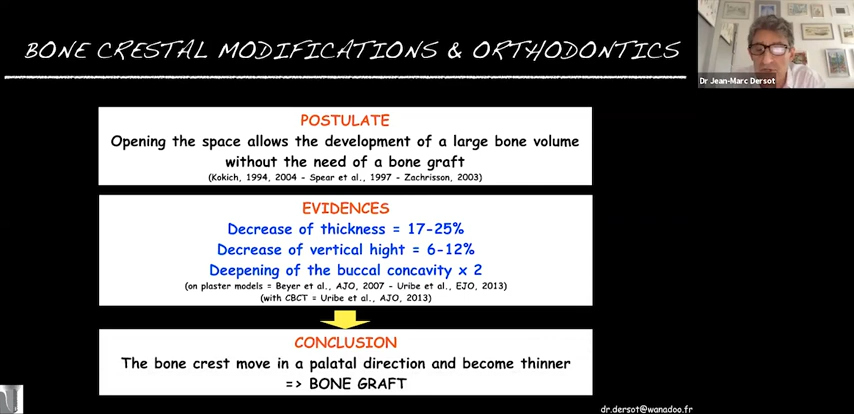 BONE CRESTAL MODIFICATIONS & ORTHODONTICS
Dr Jean-Marc Dersot
POSTULATE
Opening the space allows the development of a large bone volume
without the need of a bone graft
(Kokich, 1994, 2004 - Spear et al., 1997 - Zachrisson, 2003)
EVIDENCES
Decrease of thickness = 17-25%
Decrease of vertical hight = 6-12%
Deepening of the buccal concavity x 2
(on plaster models = Beyer et al., AJO, 2007 - Uribe et al., EJO, 2013)
(with CBCT = Uribe et al., AJO, 2013)
CONCLUSION
The bone crest move in a palatal direction and become thinner
=> BONE GRAFT
dr.dersot@wanadoo.fr